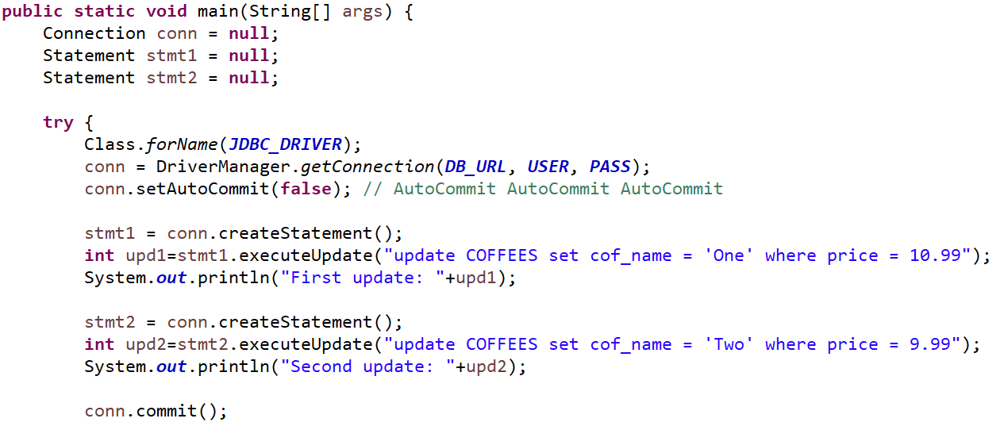 public static void main(String[] args) {
Connection conn = null;
Statement stmt1 = null;
Statement stmt2 = null;
try {
Class.forName(JDBC_DRIVER);
conn = DriverManager.getConnection(DB_URL, USER, PASS);
conn.setAutoCommit(false); // AutoCommit AutoCommit AutoCommit
stmt1 = conn.createStatement();
int upd1=stmt1.executeUpdate("update COFFEES set cof_name = 'One' where price = 10.99");
System.out.println("First update: "+upd1);
stmt2 = conn.createStatement();
int upd2=stmt2.executeUpdate("update COFFEES set cof_name = 'Two' where price = 9.99");
System.out.println("Second update: "+upd2);
conn.commit();